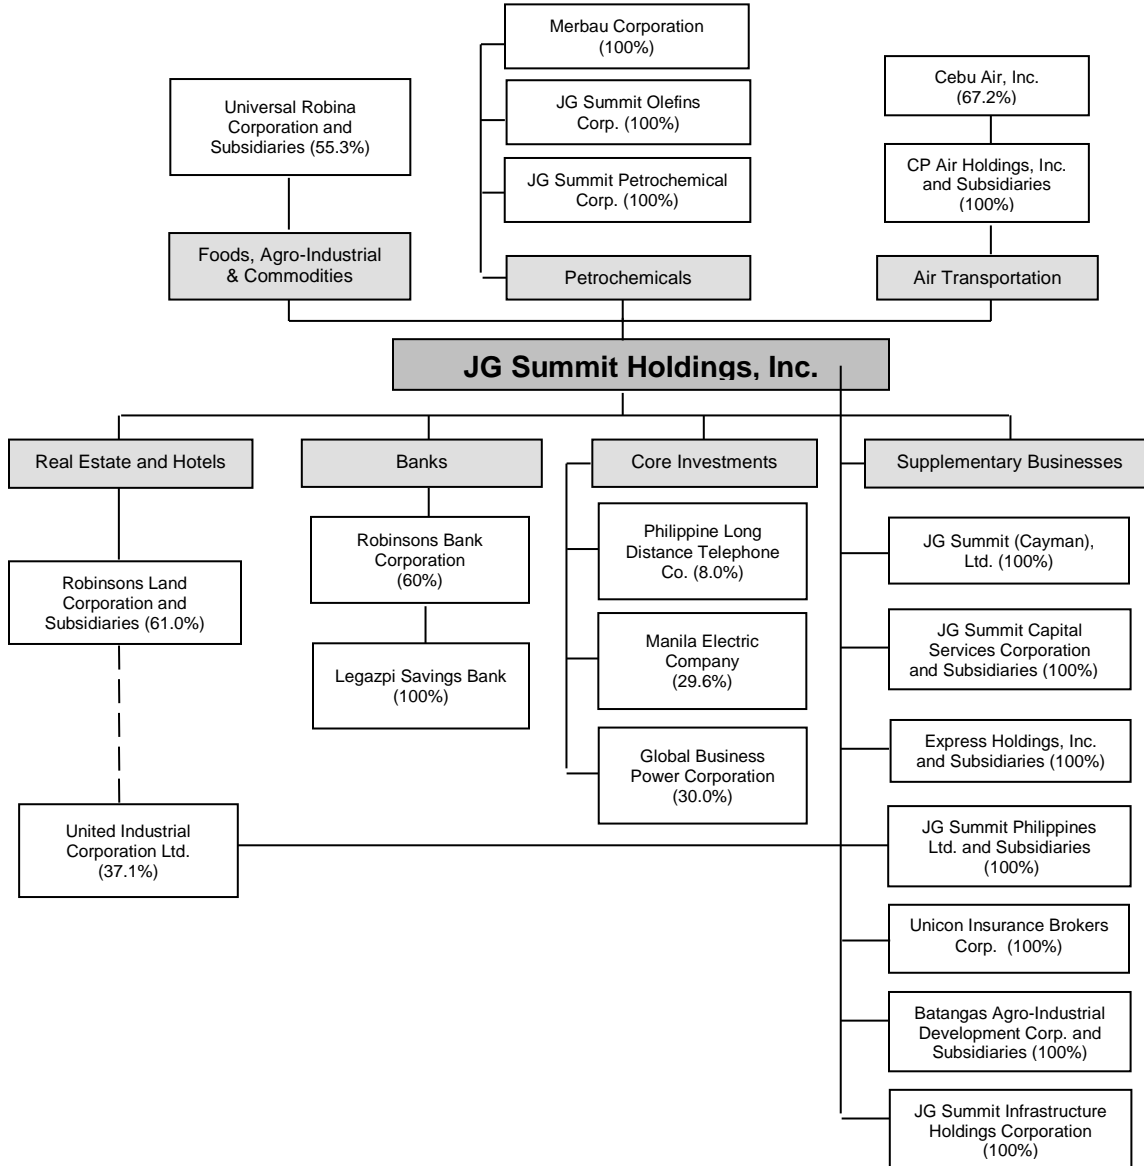 Merbau Corporation
(100%)
Universal Robina
Corporation and
Subsidiaries (55.3%)
JG Summit Olefins
Corp. (100%)
Cebu Air, Inc.
(67.2%)
JG Summit Petrochemical
Corp. (100%)
CP Air Holdings, Inc.
and Subsidiaries
(100%)
Foods, Agro-Industrial
& Commodities
Petrochemicals
Air Transportation
JG Summit Holdings, Inc.
Real Estate and Hotels
Banks
Core Investments
Supplementary Businesses
Robinsons Land
Corporation and
Subsidiaries (61.0%)
United Industrial
Corporation Ltd.
(37.1%)
Robinsons Bank
Corporation
(60%)
Legazpi Savings Bank
(100%)
Philippine Long
Distance Telephone
Co. (8.0%)
Manila Electric
Company
(29.6%)
Global Business
Power Corporation
(30.0%)
JG Summit (Cayman),
Ltd. (100%)
JG Summit Capital
Services Corporation
and Subsidiaries (100%)
Express Holdings, Inc.
and Subsidiaries (100%)
JG Summit Philippines
Ltd. and Subsidiaries
(100%)
Unicon Insurance Brokers
Corp. (100%)
Batangas Agro-Industrial
Development Corp. and
Subsidiaries (100%)
JG Summit Infrastructure
Holdings Corporation
(100%)